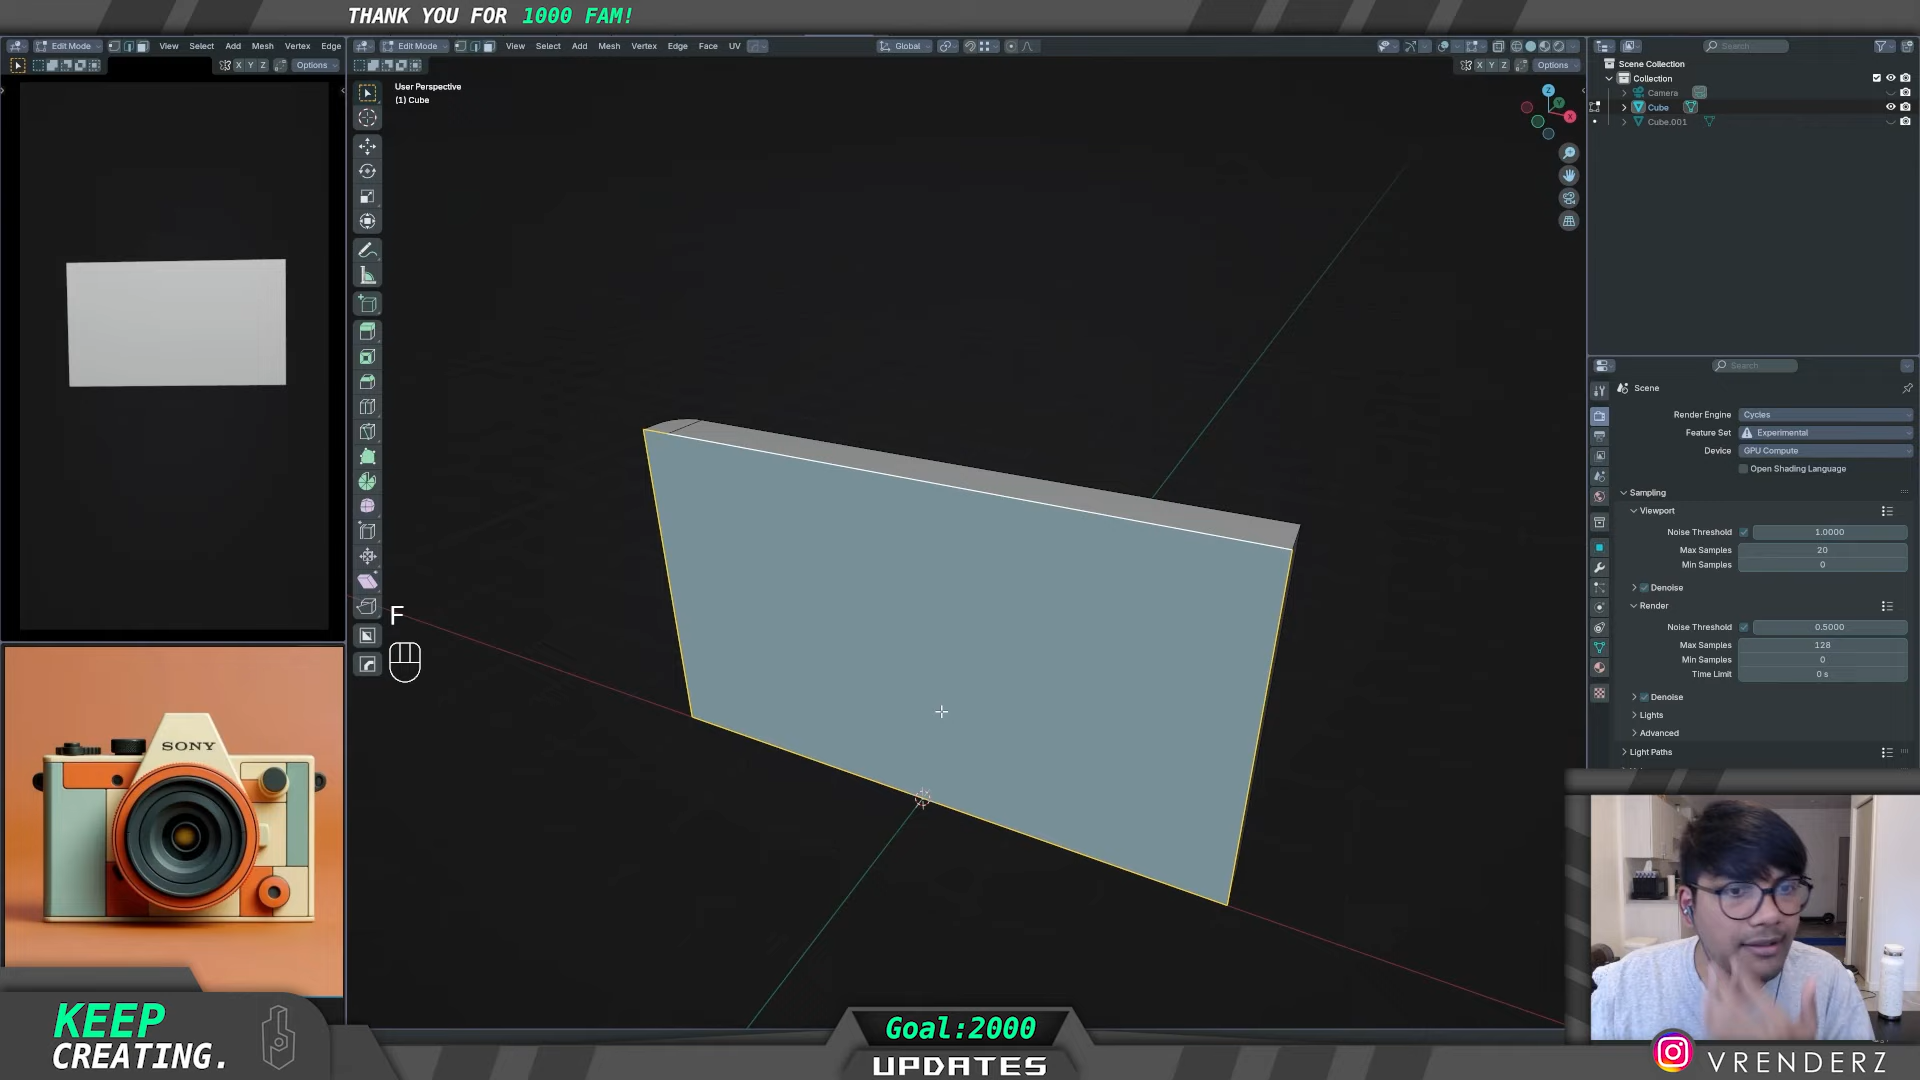 THANK YOU FOR 1000 FAM!
Edit Mode View Select Add Mesh Vertex Edge
X Y Z Options
Edit Mode View Select Add Mesh Vertex Edge Face UV Global
X Y Z Options
User Perspective
(1) Cube
Z
X
Search
Scene Collection
Collection
Camera
Cube
Cube.001
Search
Scene
Render Engine Cycles
Feature Set Experimental
Device GPU Compute
Open Shading Language
Sampling
Viewport
Noise Threshold 1.0000
Max Samples 20
Min Samples 0
Denoise
Render
Noise Threshold 0.5000
Max Samples 128
Min Samples 0
Time Limit 0 s
Denoise
Lights
Advanced
Light Paths
F
SONY
KEEP
CREATING.
Goal:2000
UPDATES
VRENDERZ